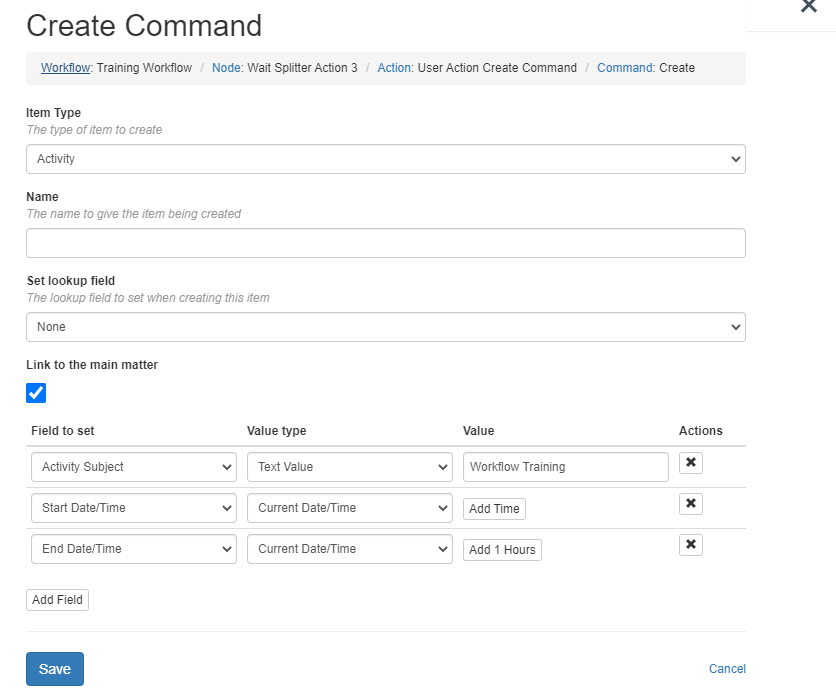 Create Command
Workflow: Training Workflow / Node: Wait Splitter Action 3 / Action: User Action Create Command / Command: Create
Item Type
The type of item to create
Activity
Name
The name to give the item being created
Set lookup field
The lookup field to set when creating this item
None
Link to the main matter
Field to set Value type Value Actions
Activity Subject Text Value Workflow Training
Start Date/Time Current Date/Time Add Time
End Date/Time Current Date/Time Add 1 Hours
Add Field
Save Cancel